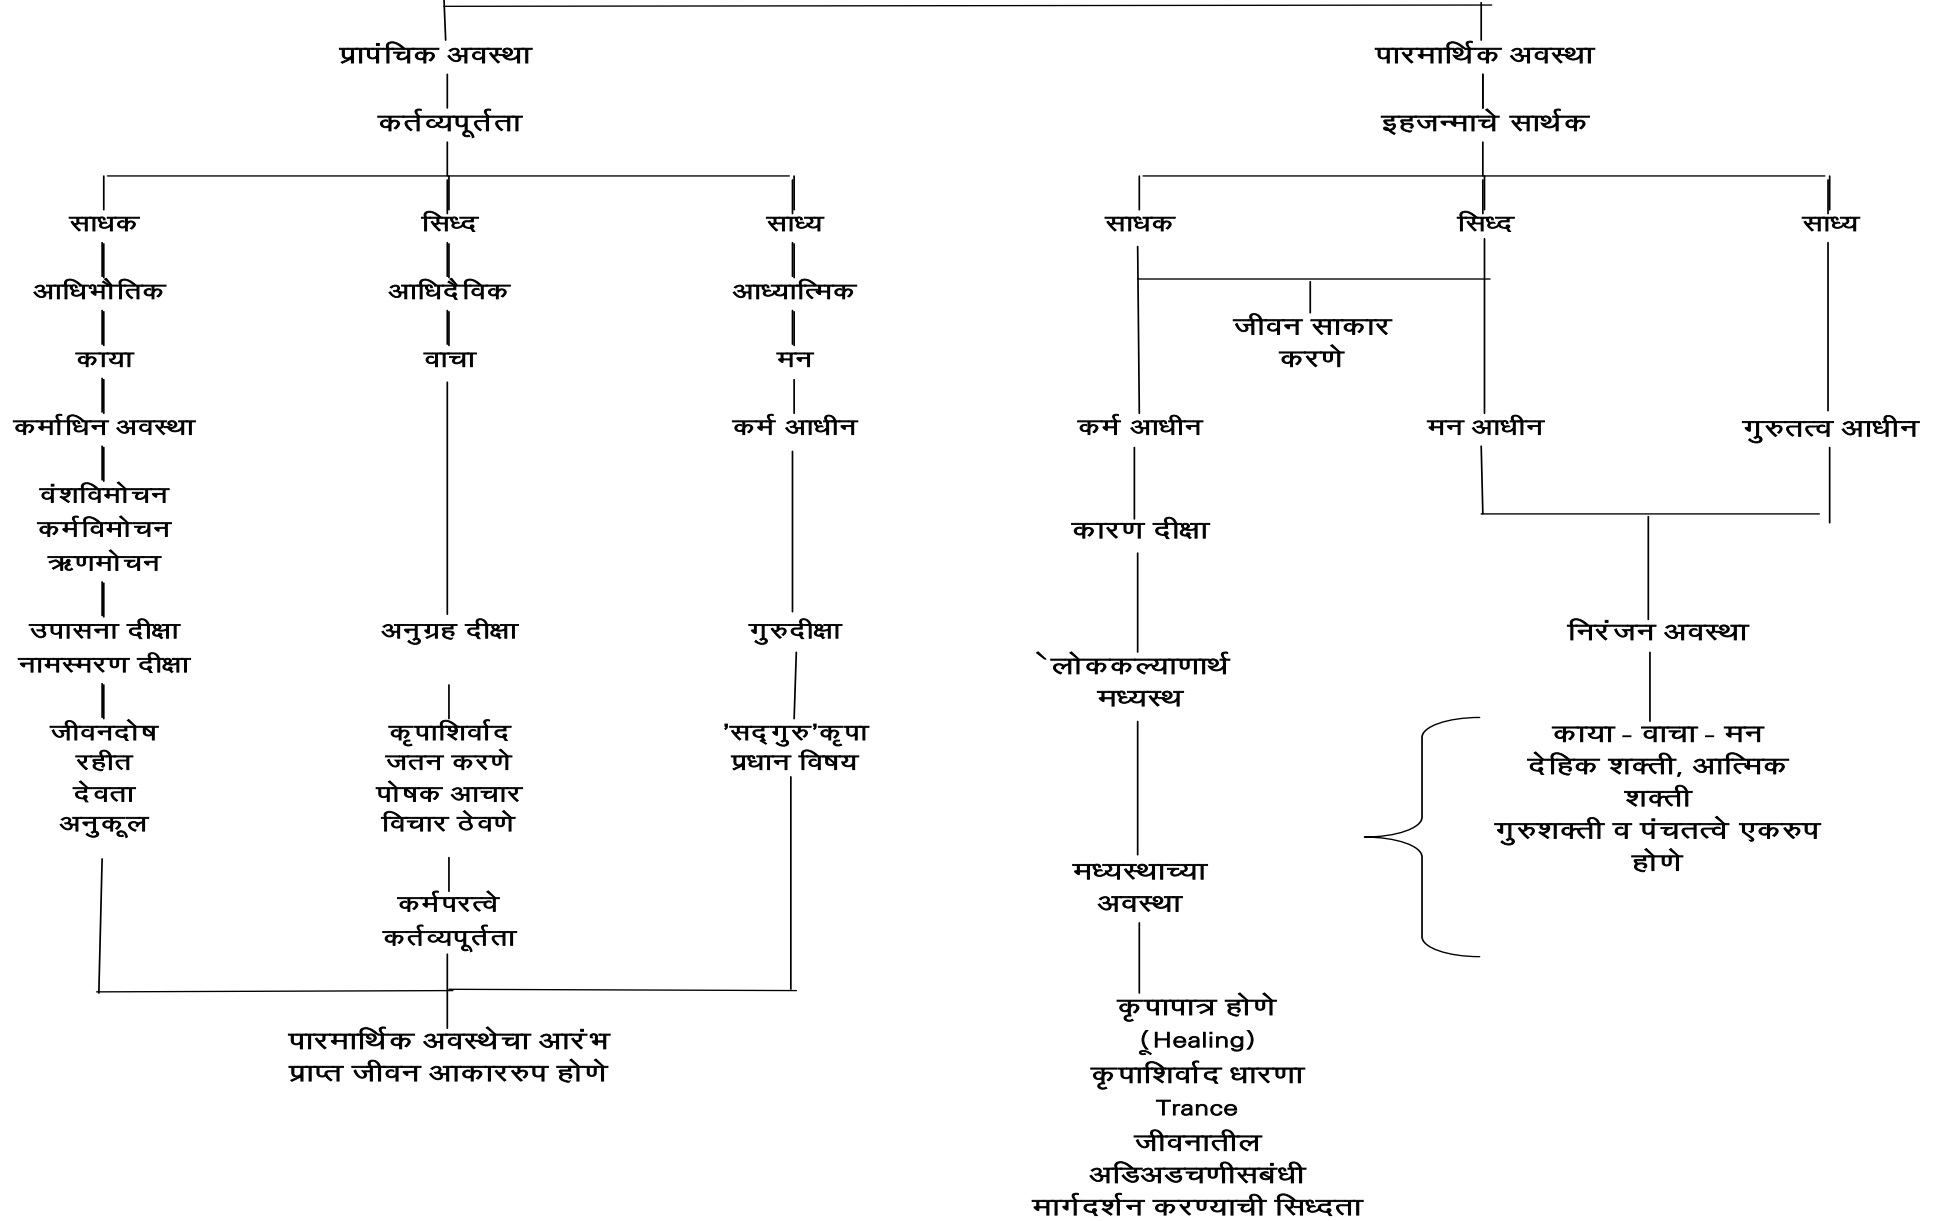 प्रापंचिक अवस्था
पारमार्थिक अवस्था
कर्तव्यपूर्तता
इहजन्माचे सार्थक
साधक
सिध्द
साध्य
साधक
सिध्द
साध्य
आधिभौतिक
आधिदैविक
आध्यात्मिक
जीवन साकार
करणे
काया
वाचा
मन
कर्माधिन अवस्था
कर्म आधीन
कर्म आधीन
मन आधीन
गुरुतत्व आधीन
वंशविमोचन
कर्मविमोचन
ऋणमोचन
कारण दीक्षा
उपासना दीक्षा
नामस्मरण दीक्षा
अनुग्रह दीक्षा
गुरुदीक्षा
निरंजन अवस्था
`लोककल्याणार्थ
मध्यस्थ
जीवनदोष
रहीत
देवता
अनुकूल
कृपाशिर्वाद
जतन करणे
पोषक आचार
विचार ठेवणे
'सद्‌गुरु'कृपा
प्रधान विषय
काया - वाचा - मन
देहिक शक्ती, आत्मिक
शक्ती
गुरुशक्ती व पंचतत्वे एकरुप
होणे
मध्यस्थाच्या
अवस्था
कर्मपरत्वे
कर्तव्यपूर्तता
पारमार्थिक अवस्थेचा आरंभ
प्राप्त जीवन आकाररुप होणे
कृपापात्र होणे
(Healing)
कृपाशिर्वाद धारणा
Trance
जीवनातील
अडिअडचणीसबंधी
मार्गदर्शन करण्याची सिध्दता